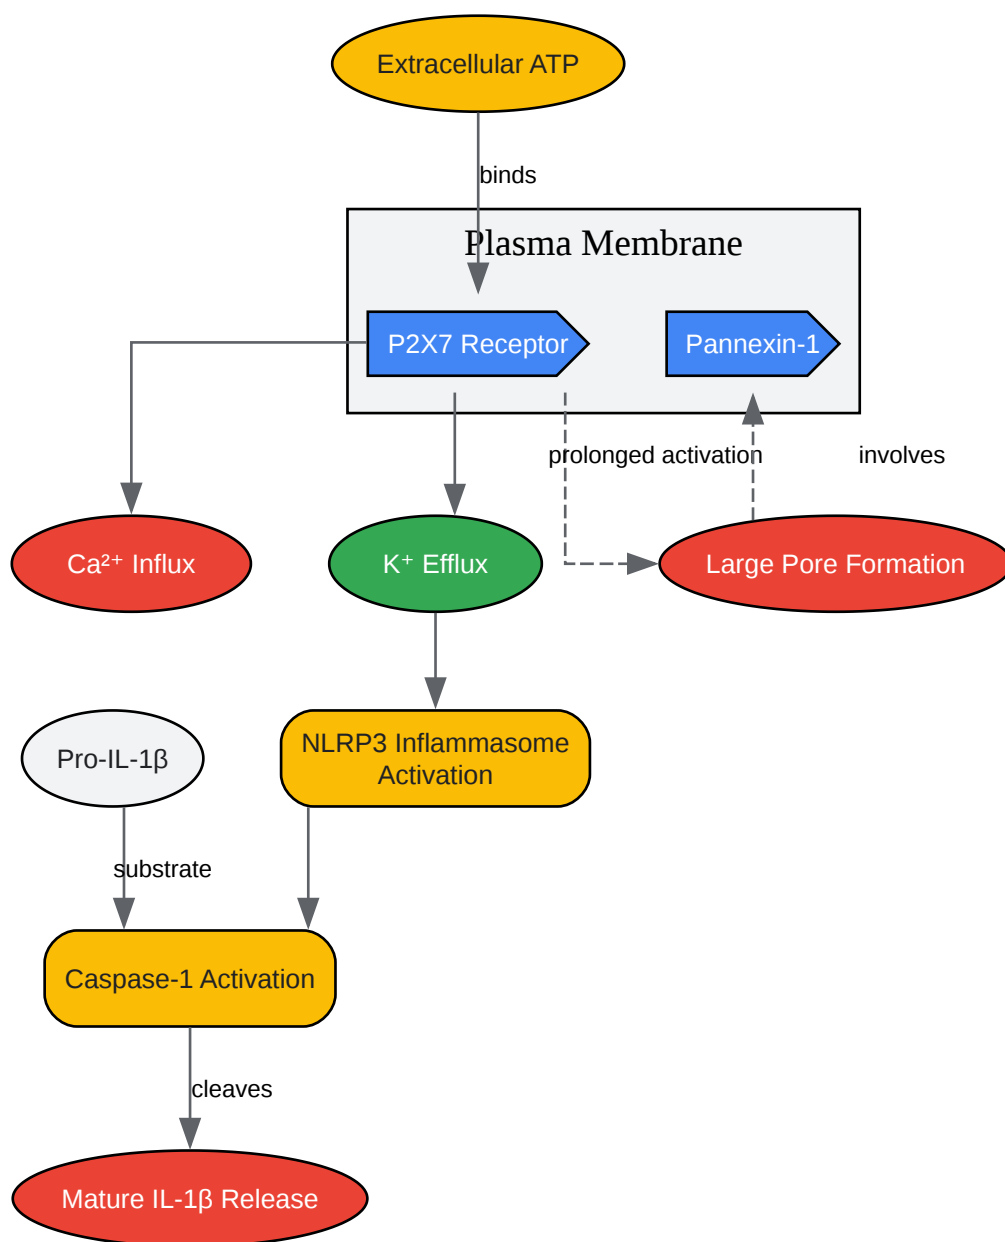 Extracellular ATP
binds
Plasma Membrane
P2X7 Receptor
Pannexin-1
prolonged activation
involves
Ca²⁺ Influx
K⁺ Efflux
Large Pore Formation
Pro-IL-1β
NLRP3 Inflammasome
Activation
substrate
Caspase-1 Activation
cleaves
Mature IL-1β Release